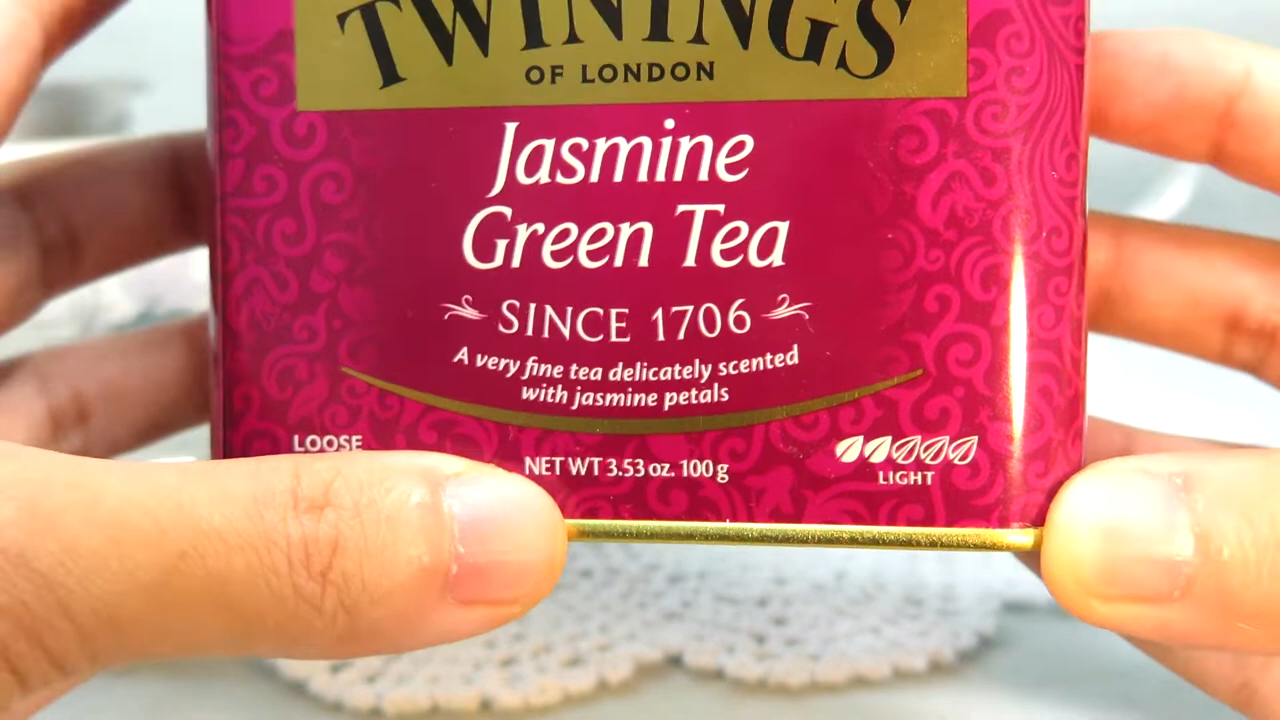 TWININGS
OF LONDON
Jasmine
Green Tea
SINCE 1706
A very fine tea delicately scented
with jasmine petals
LOOSE
NET WT 3.53 oz. 100 g
LIGHT